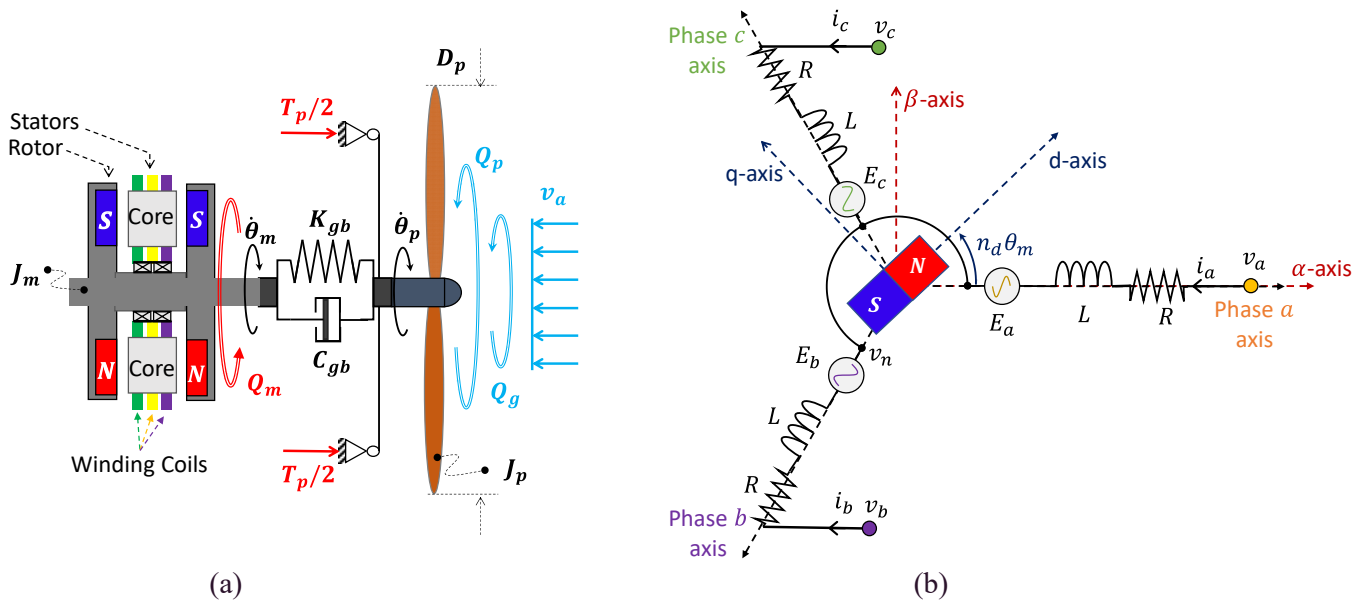 D_p
T_p/2
Stators
Rotor
S
Core
S
Q_p
v_a
θ̇_m
K_gb
θ̇_p
J_m
N
Core
N
C_gb
Q_m
Q_g
T_p/2
Winding Coils
J_p
(a)
i_c
v_c
Phase c
axis
R
β-axis
L
d-axis
q-axis
E_c
n_dθ_m
N
S
i_a
v_a
α-axis
E_a
L
R
Phase a
axis
E_b
v_n
L
R
i_b
v_b
Phase b
axis
(b)